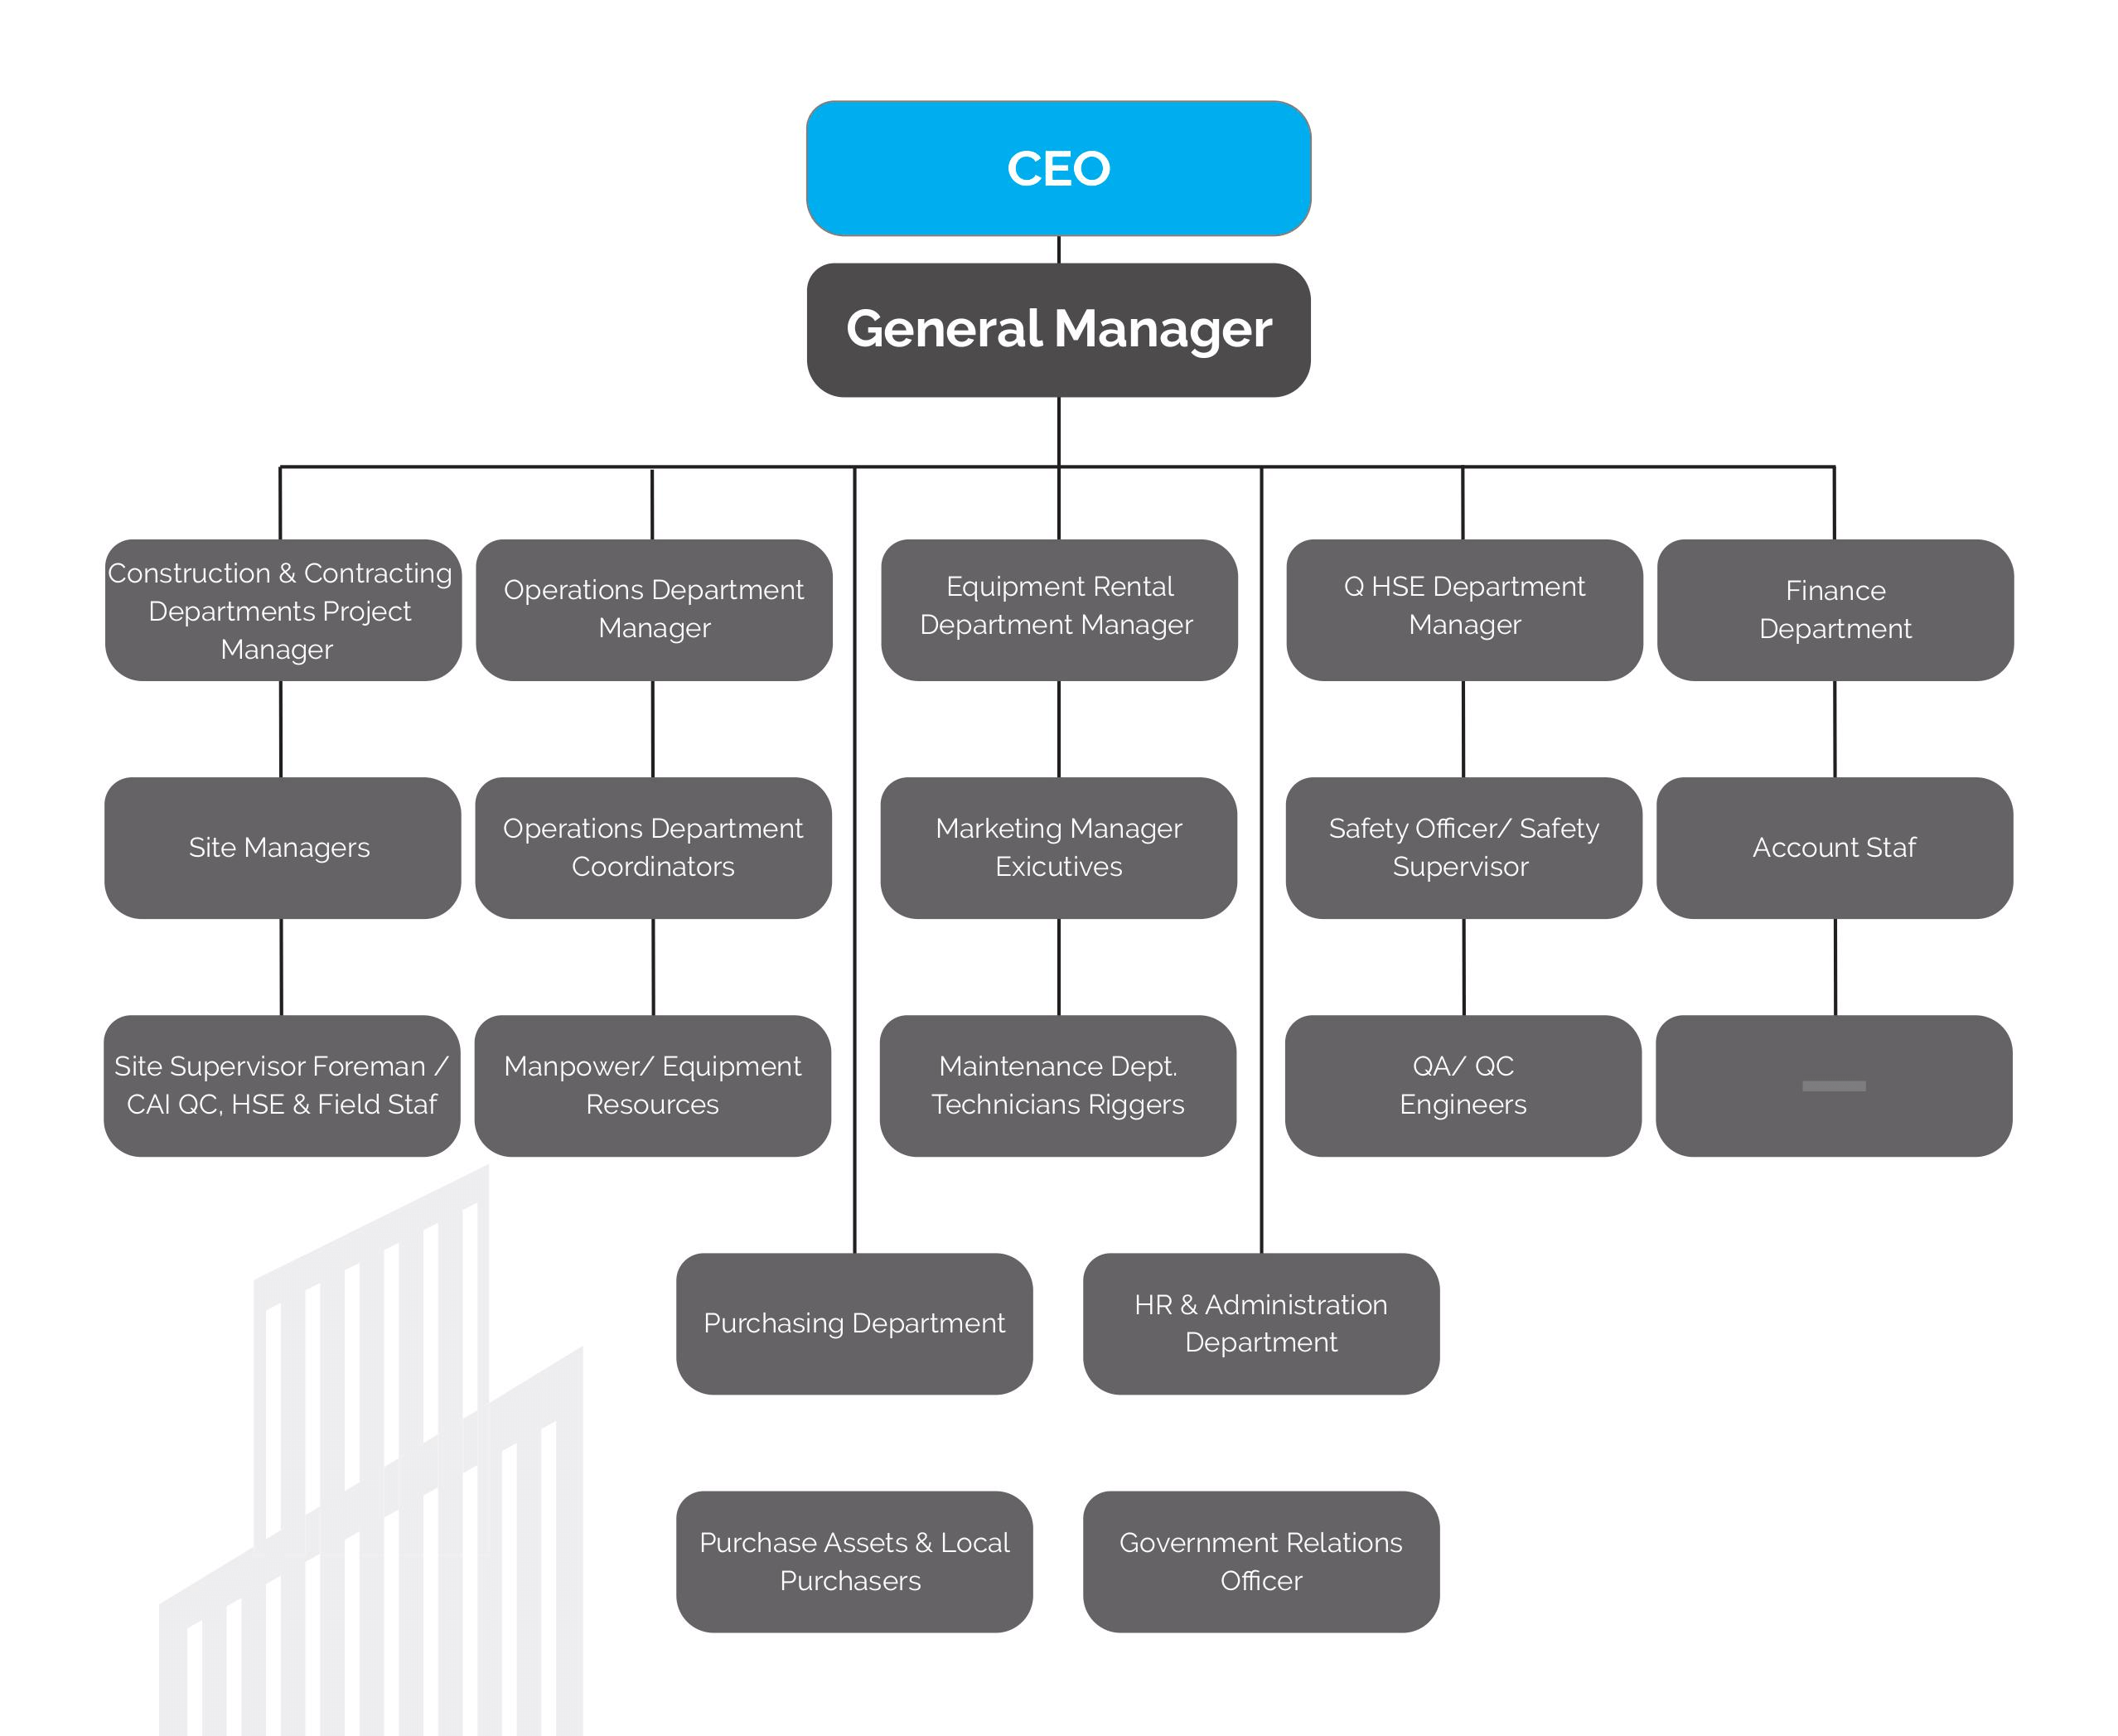 CEO
General Manager
Construction & Contracting
Departments Project
Manager
Operations Department
Manager
Equipment Rental
Department Manager
Q HSE Department
Manager
Finance
Department
Site Managers
Operations Department
Coordinators
Marketing Manager
Exicutives
Safety Officer/ Safety
Supervisor
Account Staf
Site Supervisor Foreman /
CAI QC, HSE & Field Staf
Manpower/ Equipment
Resources
Maintenance Dept.
Technicians Riggers
QA/ QC
Engineers
Purchasing Department
HR & Administration
Department
Purchase Assets & Local
Purchasers
Government Relations
Officer